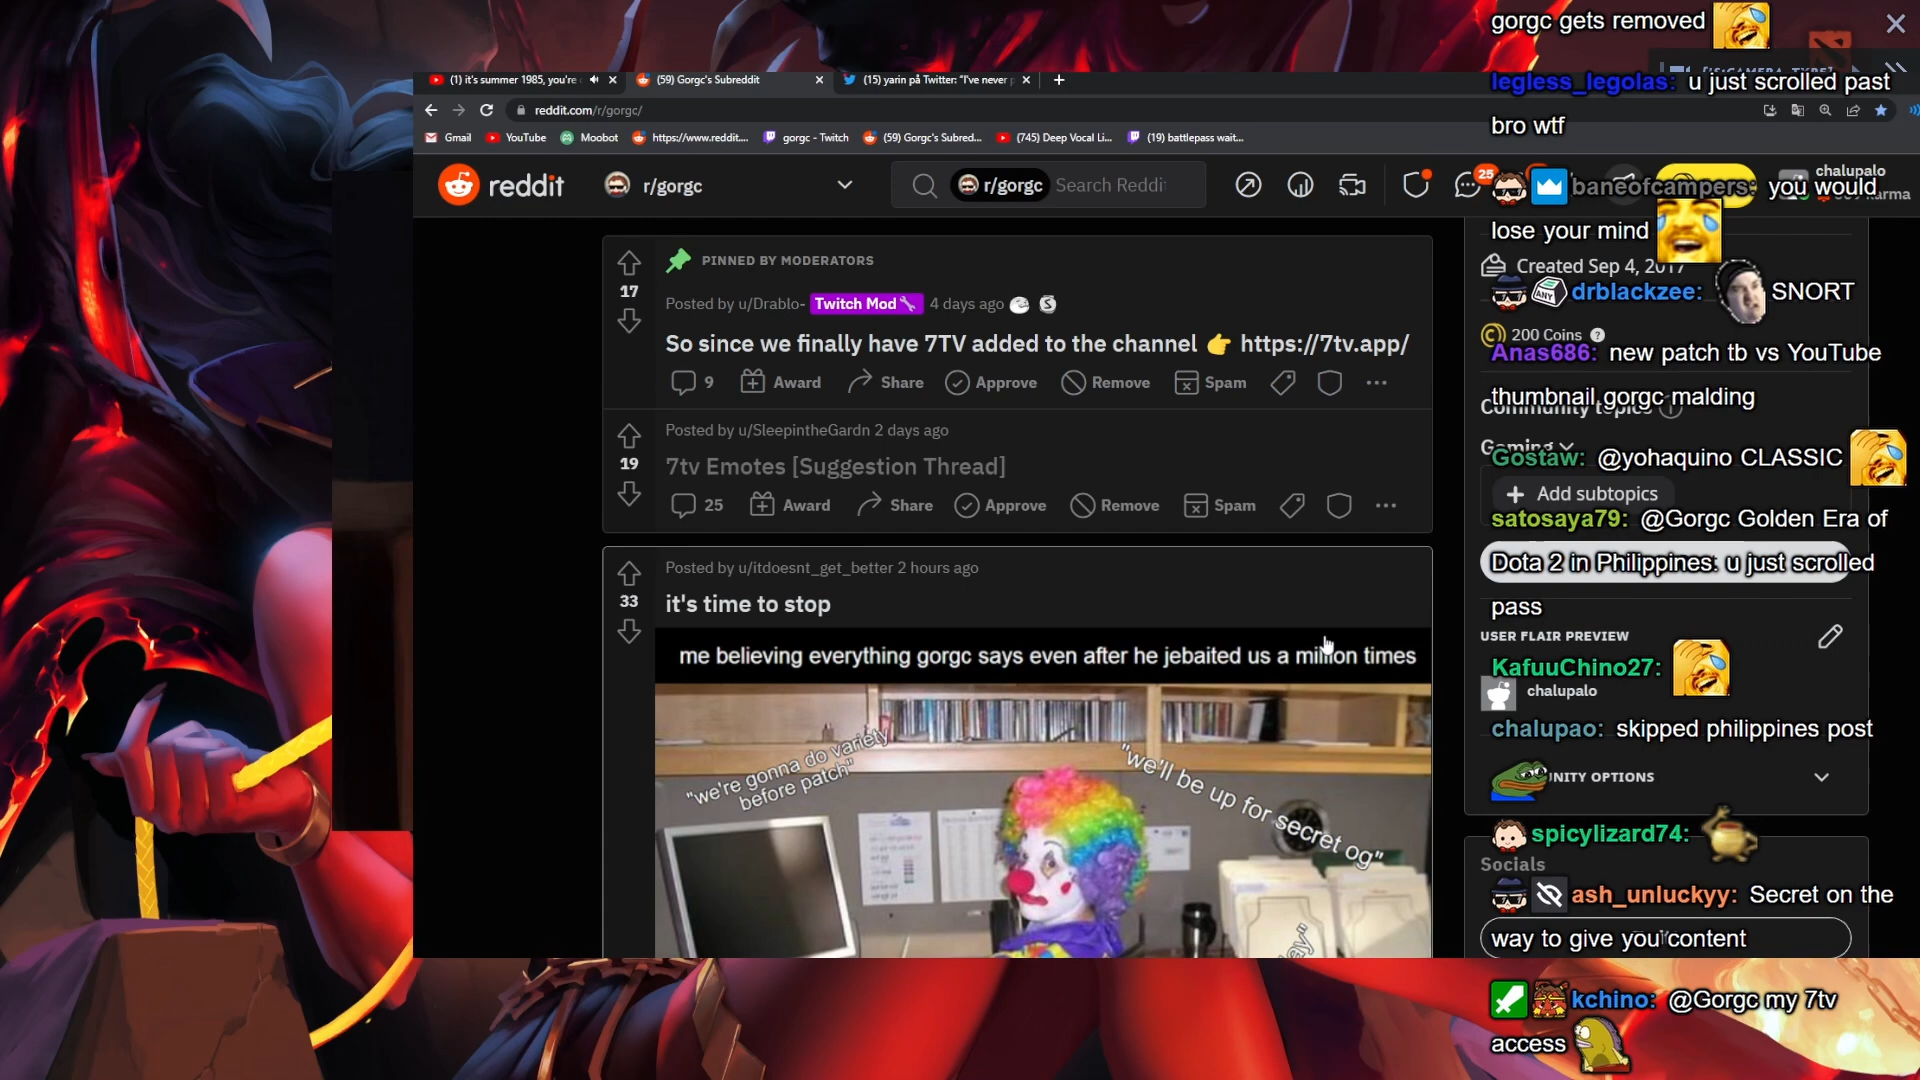 (1) it's summer 1985, you're
(59) Gorgc's Subreddit
(15) yarin på Twitter: "I've never
reddit.com/r/gorgc/
Gmail
YouTube
Moobot
https://www.reddit....
gorgc - Twitch
(59) Gorgc's Subred...
(745) Deep Vocal Li...
(19) battlepass wait...
reddit
r/gorgc
r/gorgc
Search Reddit
25
chalupalo
PINNED BY MODERATORS
17
Posted by u/Drablo- Twitch Mod 4 days ago
So since we finally have 7TV added to the channel 👉 https://7tv.app/
9 Award Share Approve Remove Spam
Posted by u/SleepintheGardn 2 days ago
19
7tv Emotes [Suggestion Thread]
25 Award Share Approve Remove Spam
Posted by u/itdoesnt_get_better 2 hours ago
33
it's time to stop
me believing everything gorgc says even after he jebaited us a million times
"we're gonna do variety
before patch"
"we'll be up for secret og"
Created Sep 4, 2017
200 Coins
Community topics
Gaming
Add subtopics
USER FLAIR PREVIEW
chalupalo
NITY OPTIONS
Socials
gorgc gets removed
legless_legolas: u just scrolled past
bro wtf
baneofcampers: you would
lose your mind
drblackzee: SNORT
Anas686: new patch tb vs YouTube
thumbnail gorgc malding
Gostaw: @yohaquino CLASSIC
satosaya79: @Gorgc Golden Era of
Dota 2 in Philippines: u just scrolled
pass
KafuuChino27:
chalupao: skipped philippines post
spicylizard74:
ash_unluckyy: Secret on the
way to give you content
kchino: @Gorgc my 7tv
access